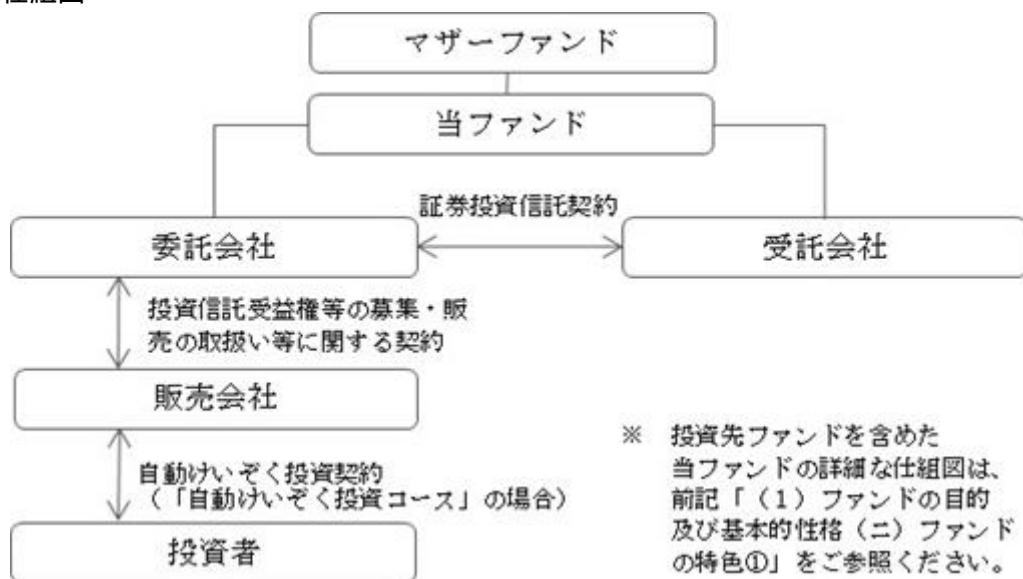 マザーファンド
当ファンド
証券投資信託契約
委託会社
受託会社
投資信託受益権等の募集・販
売の取扱い等に関する契約
販売会社
自動けいぞく投資契約
（「自動けいぞく投資コース」の場合）
投資者
※ 投資先ファンドを含めた
当ファンドの詳細な仕組図は、
前記「（１）ファンドの目的
及び基本的性格（ニ）ファンド
の特色①」をご参照ください。